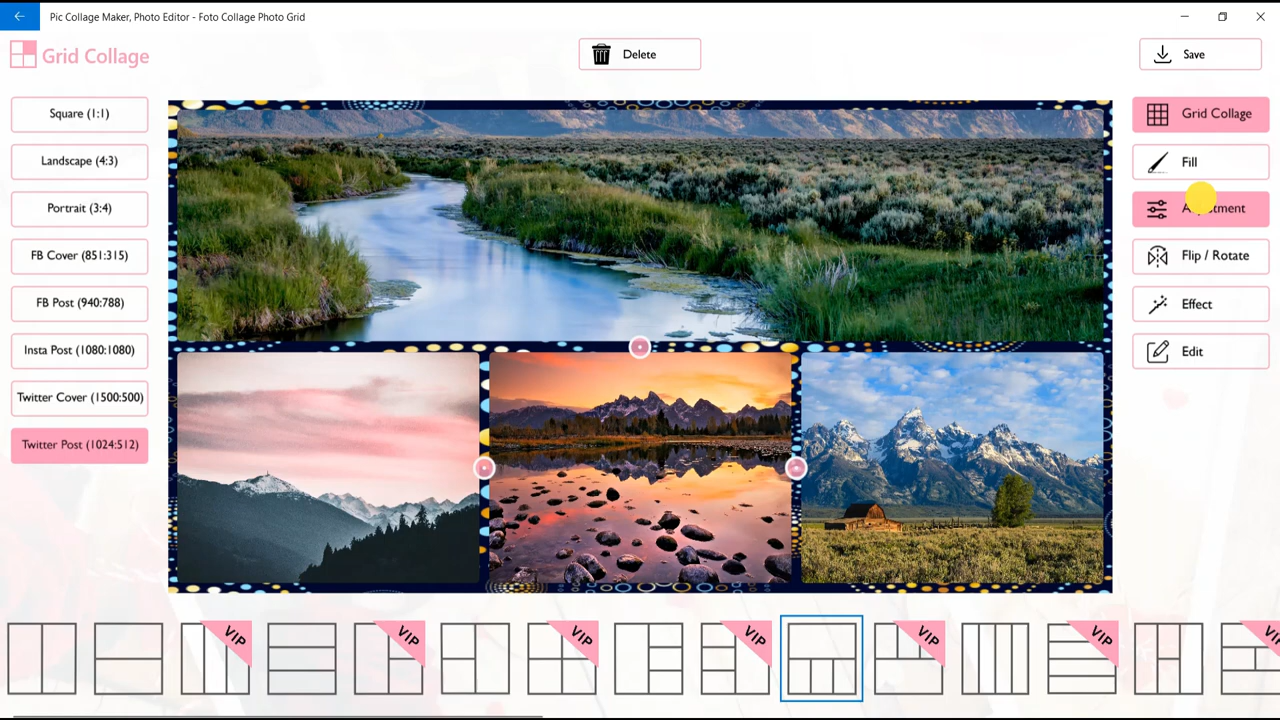 Pic Collage Maker, Photo Editor - Foto Collage Photo Grid
Grid Collage
Delete
Save
Square (1:1)
Landscape (4:3)
Portrait (3:4)
FB Cover (851:315)
FB Post (940:788)
Insta Post (1080:1080)
Twitter Cover (1500:500)
Twitter Post (1024:512)
Grid Collage
Fill
Adjustment
Flip / Rotate
Effect
Edit
VIP
VIP
VIP
VIP
VIP
VIP